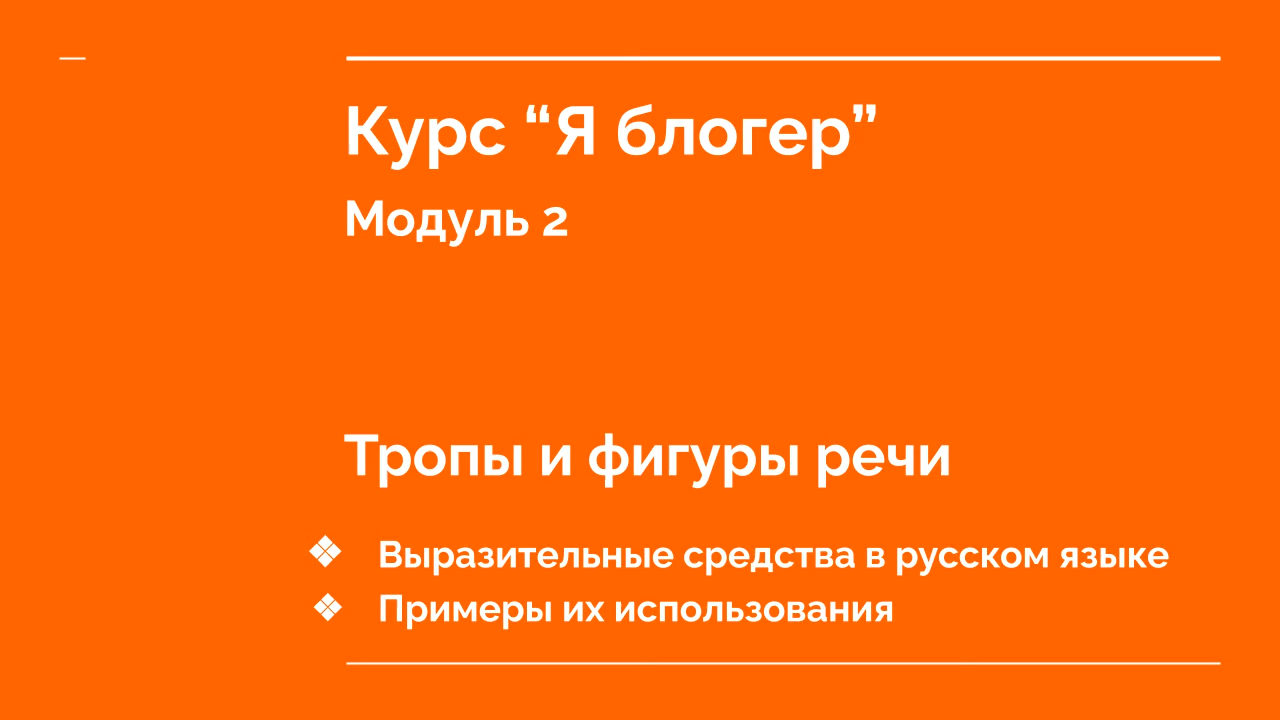 Курс “Я блогер”
Модуль 2
Тропы и фигуры речи
❖ Выразительные средства в русском языке
❖ Примеры их использования